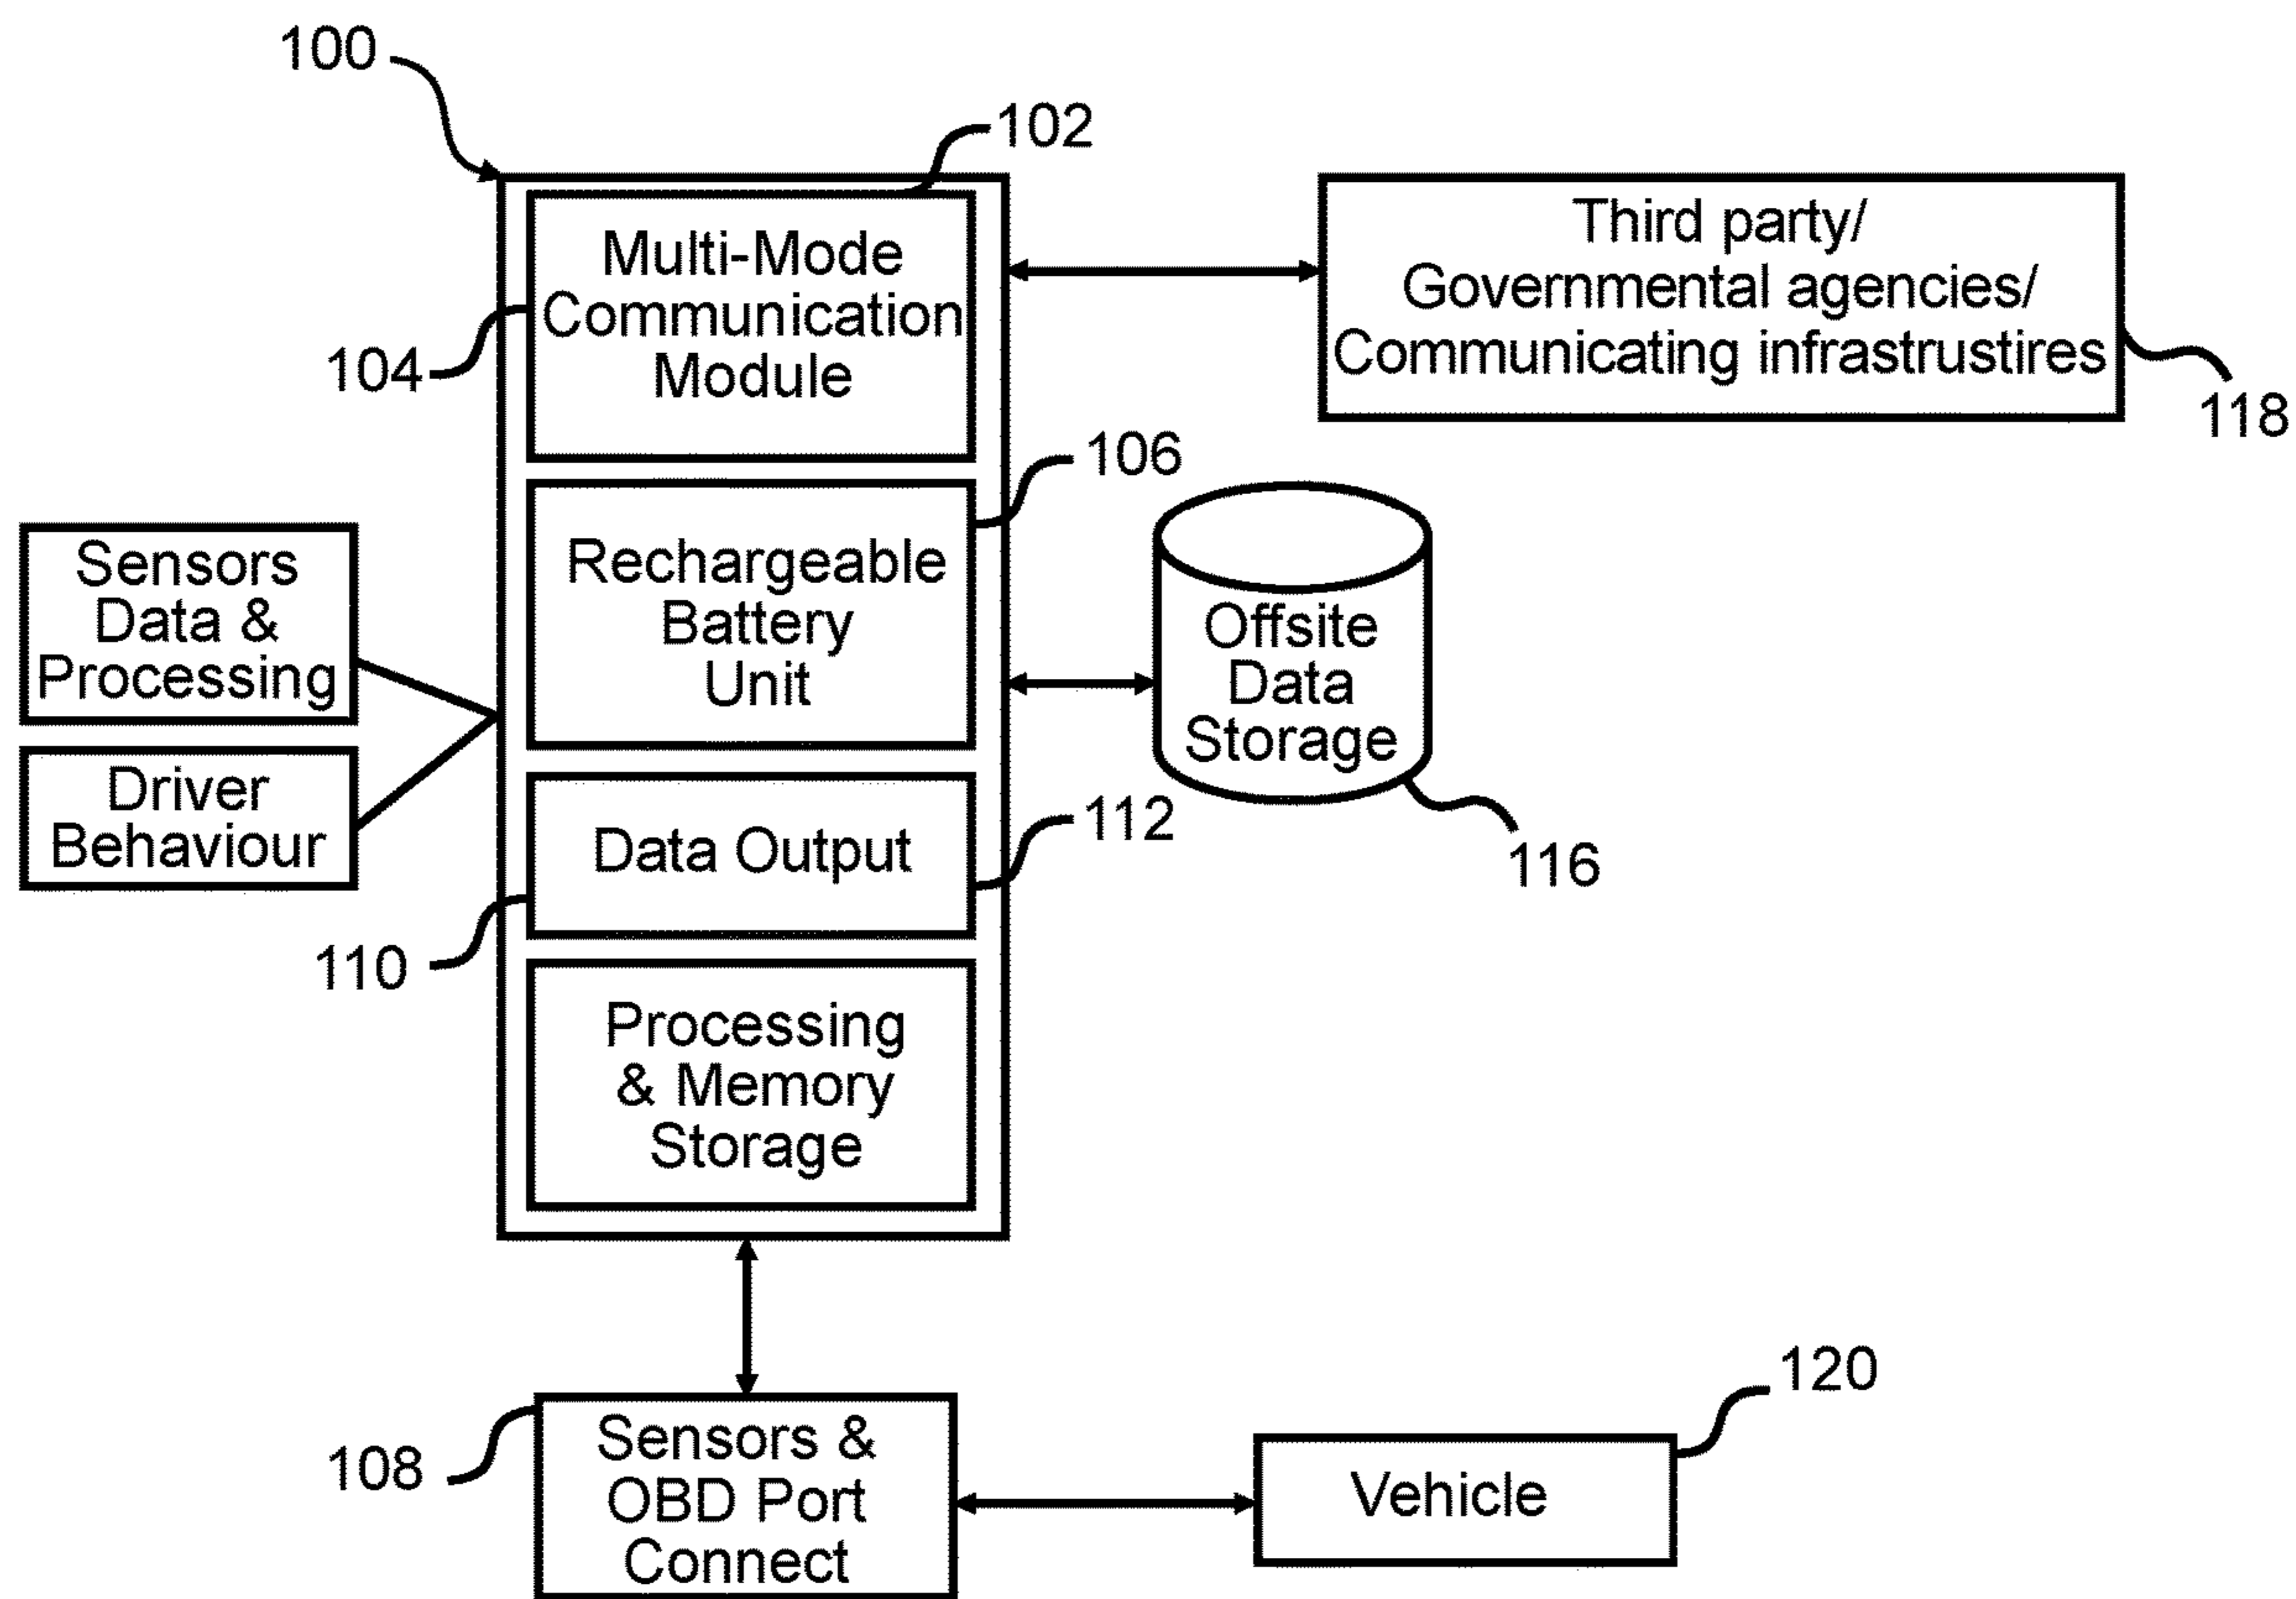 100
102
Multi-Mode
Communication
Module
104
Third party/
Governmental agencies/
Communicating infrastrustires
118
106
Sensors
Data &
Processing
Rechargeable
Battery
Unit
Offsite
Data
Storage
116
Driver
Behaviour
Data Output
112
110
Processing
& Memory
Storage
108
Sensors &
OBD Port
Connect
Vehicle
120